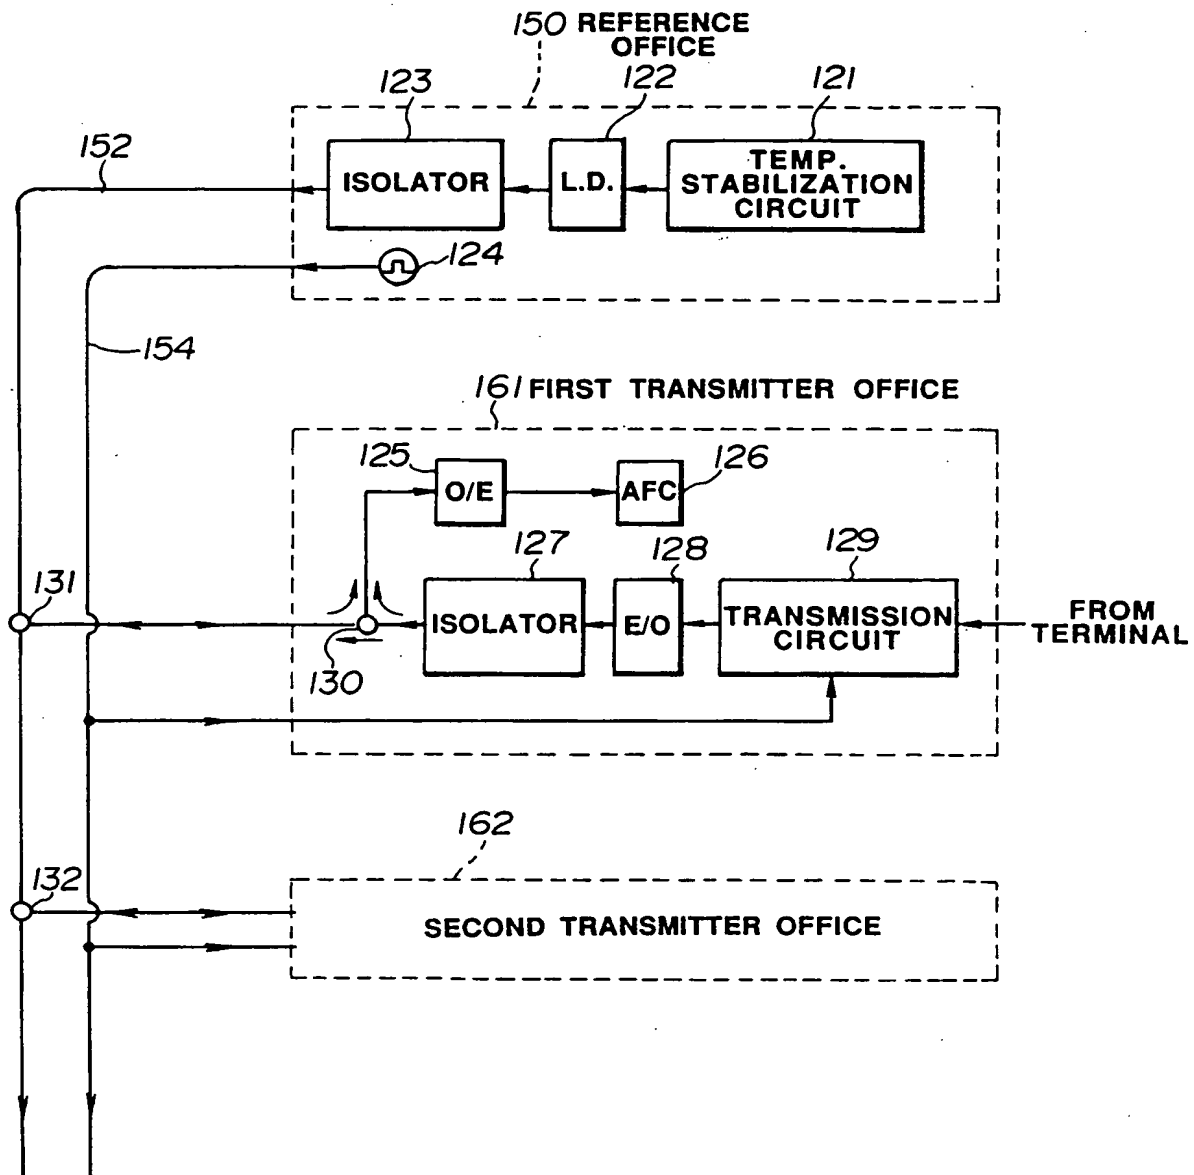 150 REFERENCE
OFFICE
123
122
121
152
ISOLATOR
L.D.
TEMP.
STABILIZATION
CIRCUIT
124
154
161 FIRST TRANSMITTER OFFICE
125
126
O/E
AFC
127
128
129
131
ISOLATOR
E/O
TRANSMISSION
CIRCUIT
FROM
TERMINAL
130
162
132
SECOND TRANSMITTER OFFICE